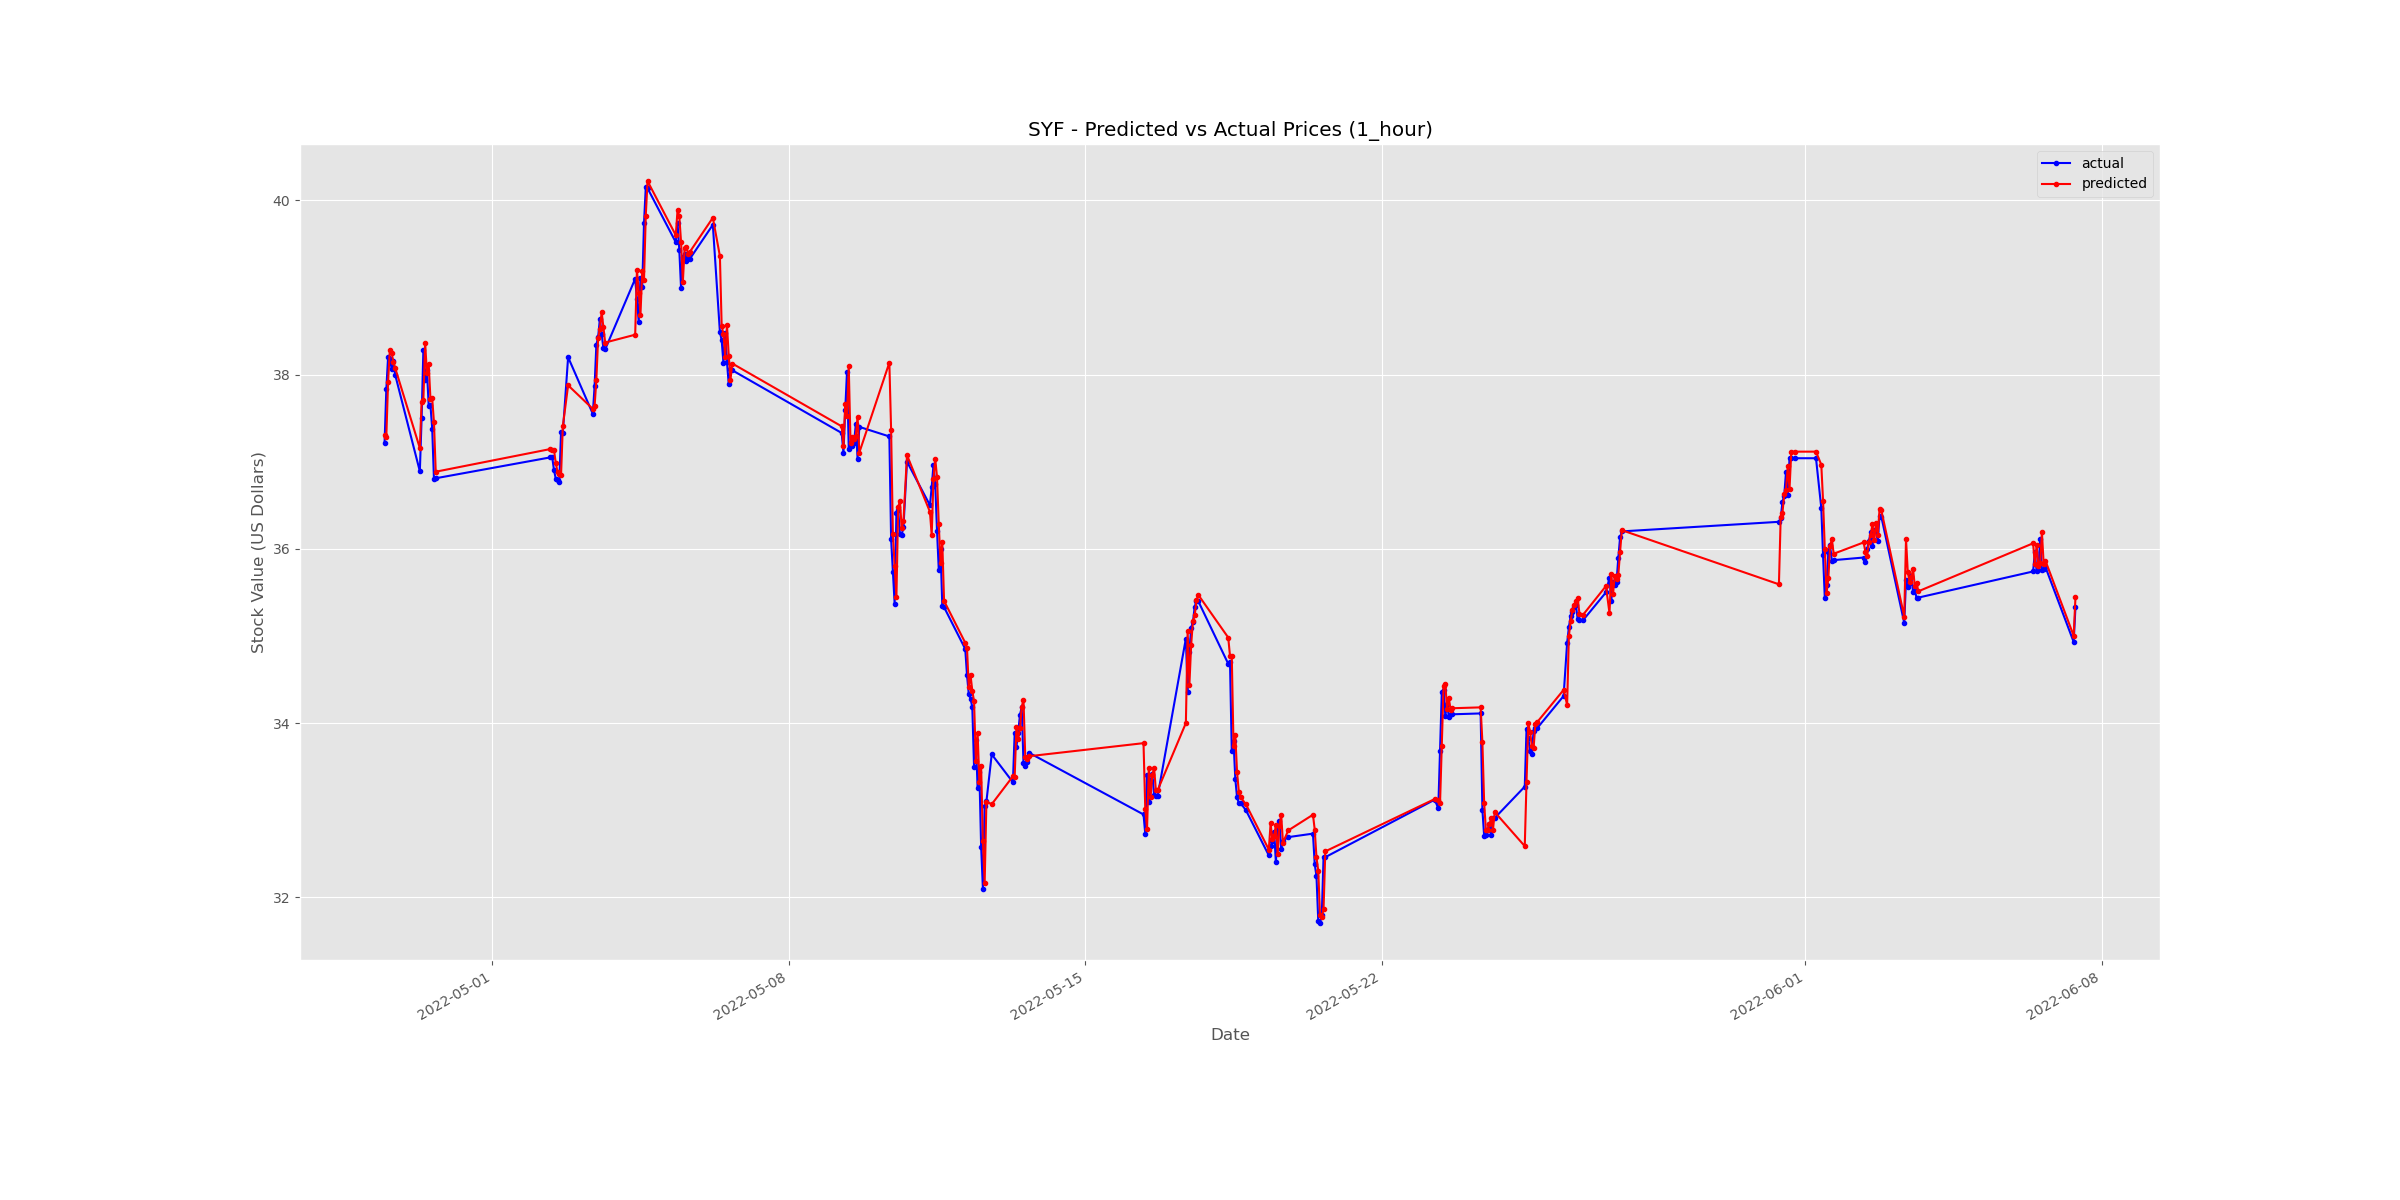 SYF - Predicted vs Actual Prices (1_hour)
actual
predicted
Stock Value (US Dollars)
40
38
36
34
32
2022-05-01
2022-05-08
2022-05-15
2022-05-22
2022-06-01
2022-06-08
Date